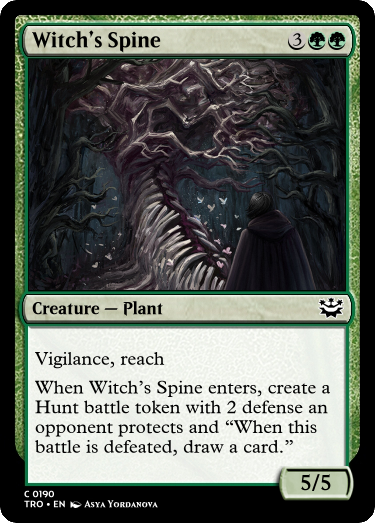 Witch's Spine 3
Creature — Plant
Vigilance, reach
When Witch's Spine enters, create a
Hunt battle token with 2 defense an
opponent protects and “When this
battle is defeated, draw a card.”
5/5
C 0190
TRO • EN Asya Yordanova